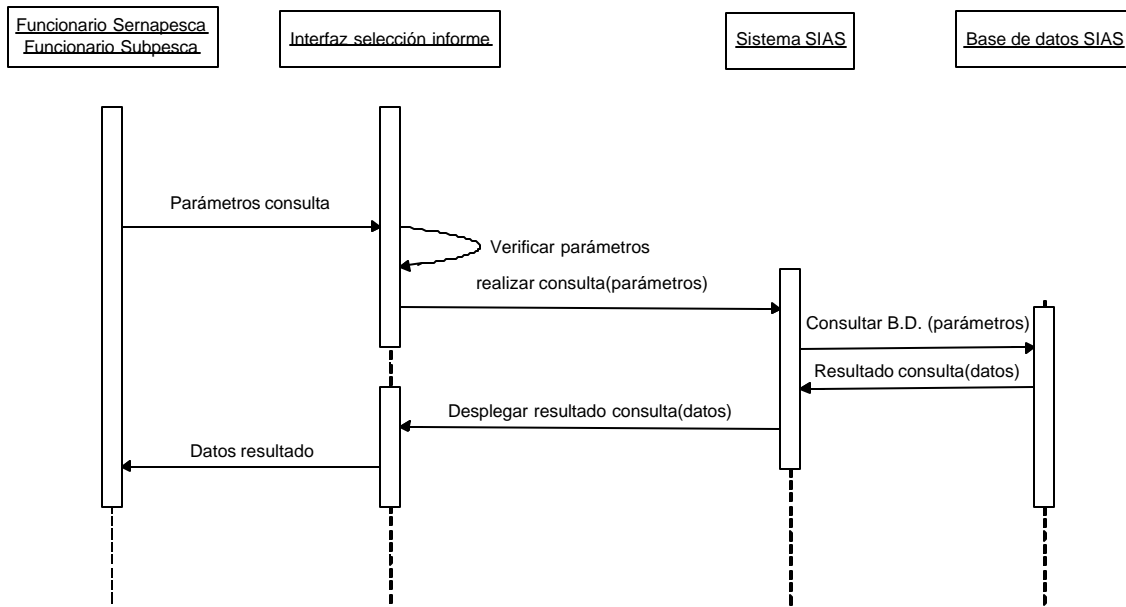 Funcionario Sernapesca
Funcionario Subpesca
Interfaz selección informe
Sistema SIAS
Base de datos SIAS
Parámetros consulta
Verificar parámetros
realizar consulta(parámetros)
Consultar B.D. (parámetros)
Resultado consulta(datos)
Desplegar resultado consulta(datos)
Datos resultado